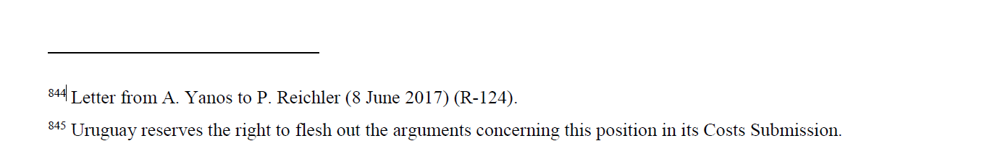 844 Letter from A. Yanos to P. Reichler (8 June 2017) (R-124).
845 Uruguay reserves the right to flesh out the arguments concerning this position in its Costs Submission.